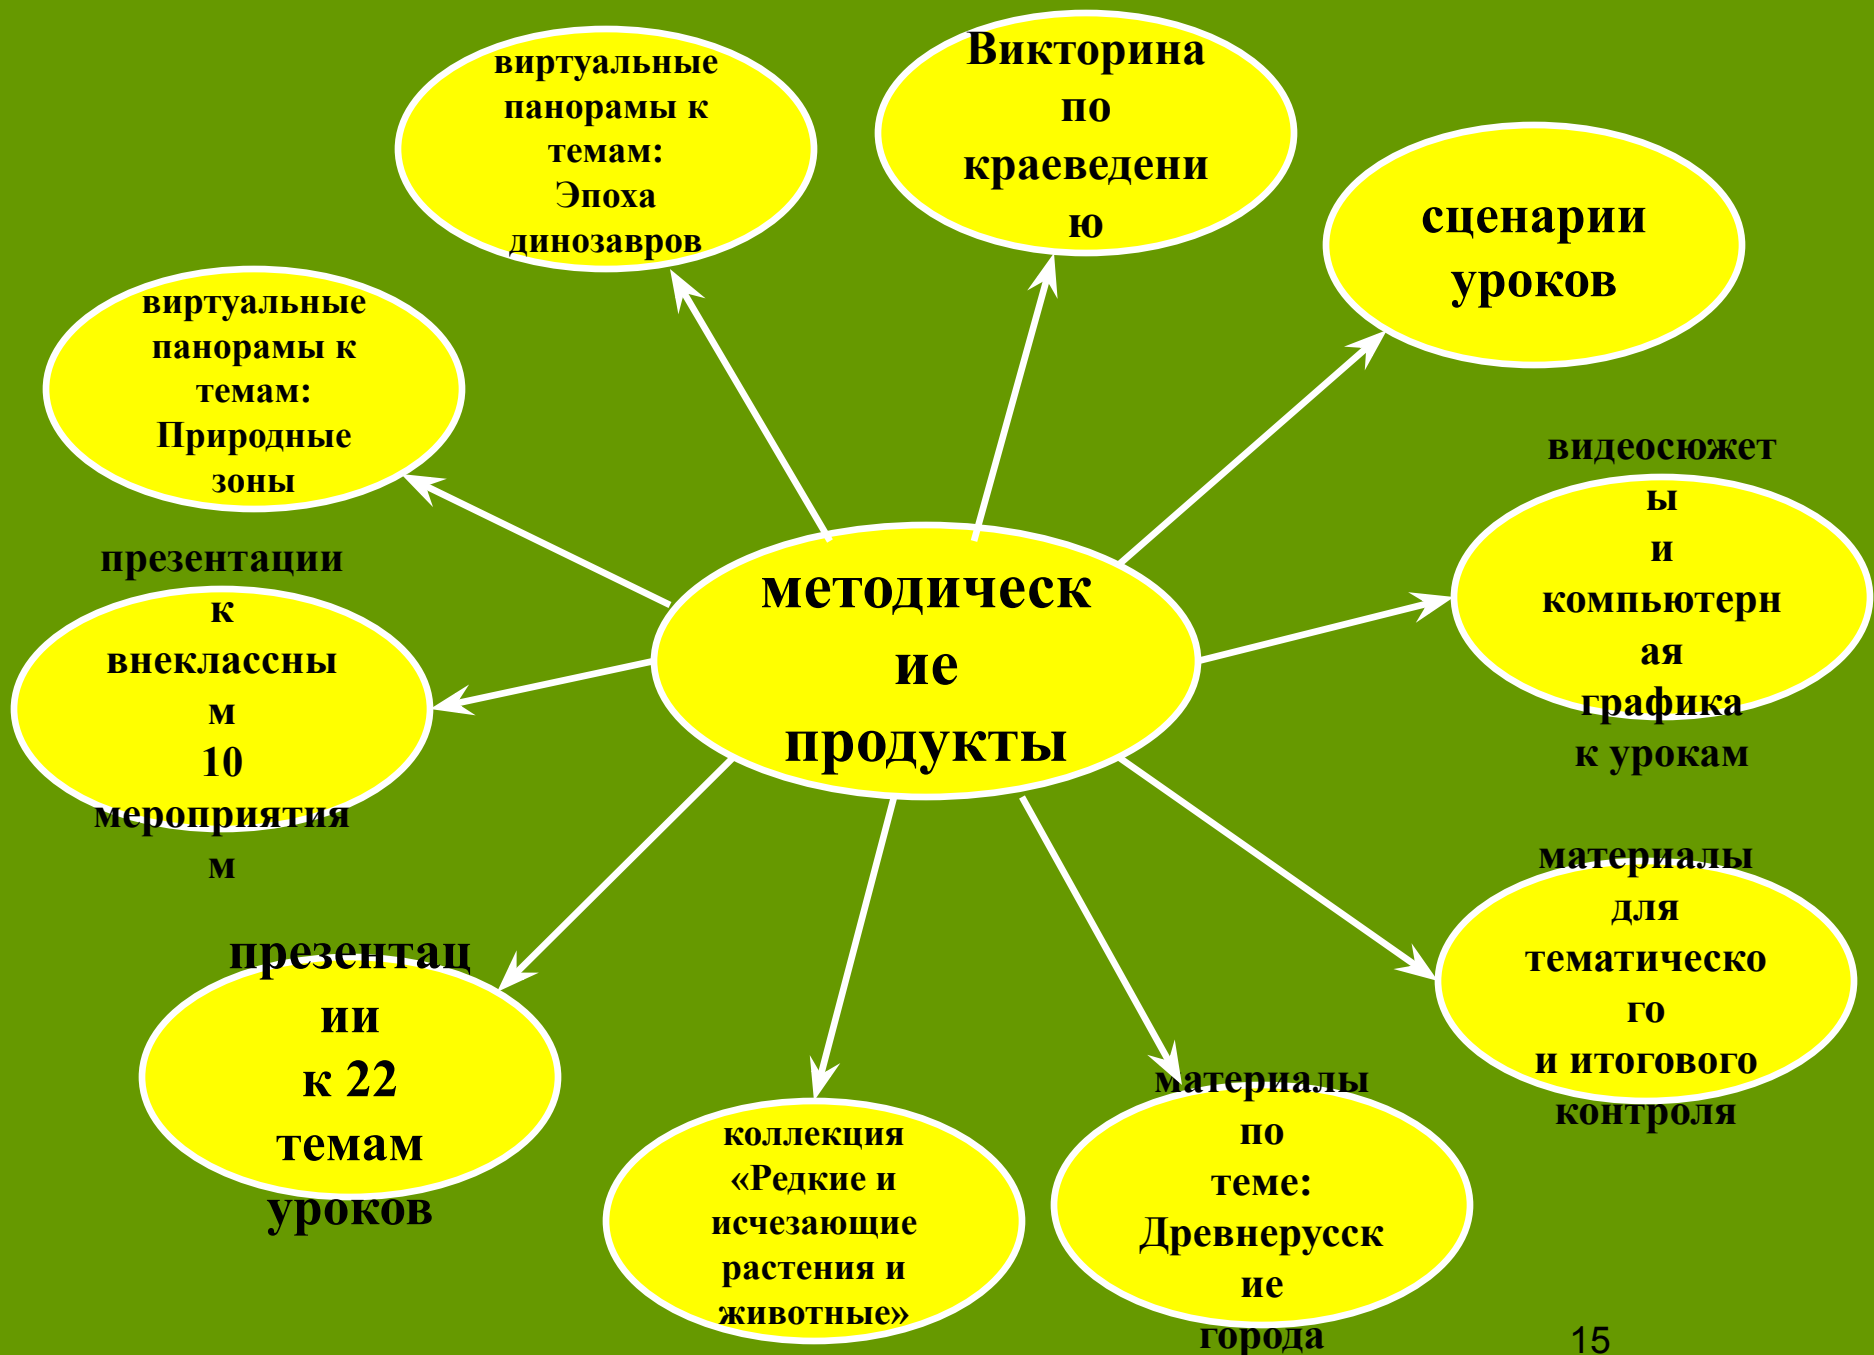 виртуальные
панорамы к
темам:
Эпоха
динозавров
Викторина
по
краеведени
ю
сценарии
уроков
виртуальные
панорамы к
темам:
Природные
зоны
видеосюжет
ы
и
компьютерн
ая
графика
к урокам
презентации
к
внеклассны
м
10
мероприятия
м
методическ
ие
продукты
материалы
для
тематическо
го
и итогового
контроля
презентац
ии
к 22
темам
уроков
коллекция
«Редкие и
исчезающие
растения и
животные»
материалы
по
теме:
Древнерусск
ие
города
15